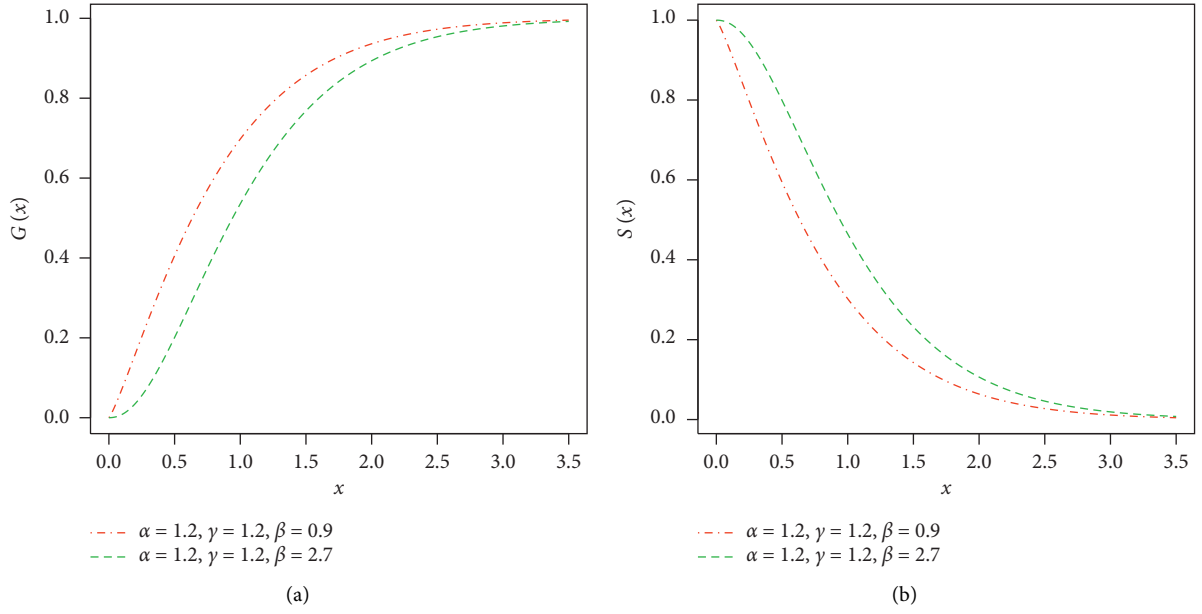 1.0
0.8
0.6
0.4
0.2
0.0
G (x)
0.0 0.5 1.0 1.5 2.0 2.5 3.0 3.5
x
α = 1.2, γ = 1.2, β = 0.9
α = 1.2, γ = 1.2, β = 2.7
(a)
1.0
0.8
0.6
0.4
0.2
0.0
S (x)
0.0 0.5 1.0 1.5 2.0 2.5 3.0 3.5
x
α = 1.2, γ = 1.2, β = 0.9
α = 1.2, γ = 1.2, β = 2.7
(b)